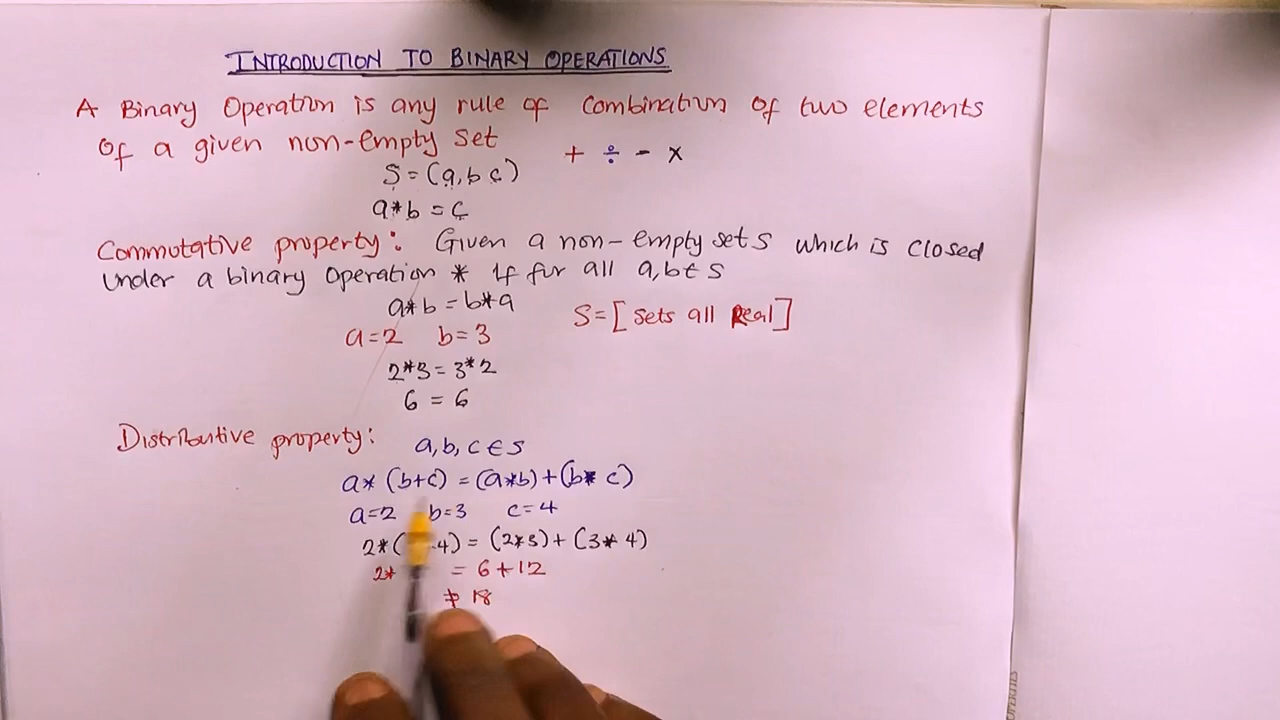 INTRODUCTION TO BINARY OPERATIONS
A Binary Operation is any rule of combination of two elements
of a given non-empty set
+ ÷ - x
S = (a, b c)
a*b = c
Commutative property: Given a non-empty set s which is closed
under a binary operation * if for all a, b ∈ s
a*b = b*a
S = [sets all Real]
a=2 b=3
2*3 = 3*2
6 = 6
Distributive property:
a, b, c ∈ s
a* (b+c) = (a*b) + (b* c)
a=2 b=3 c=4
2*( 4) = (2*3) + (3* 4)
2* = 6+12
≠ 18